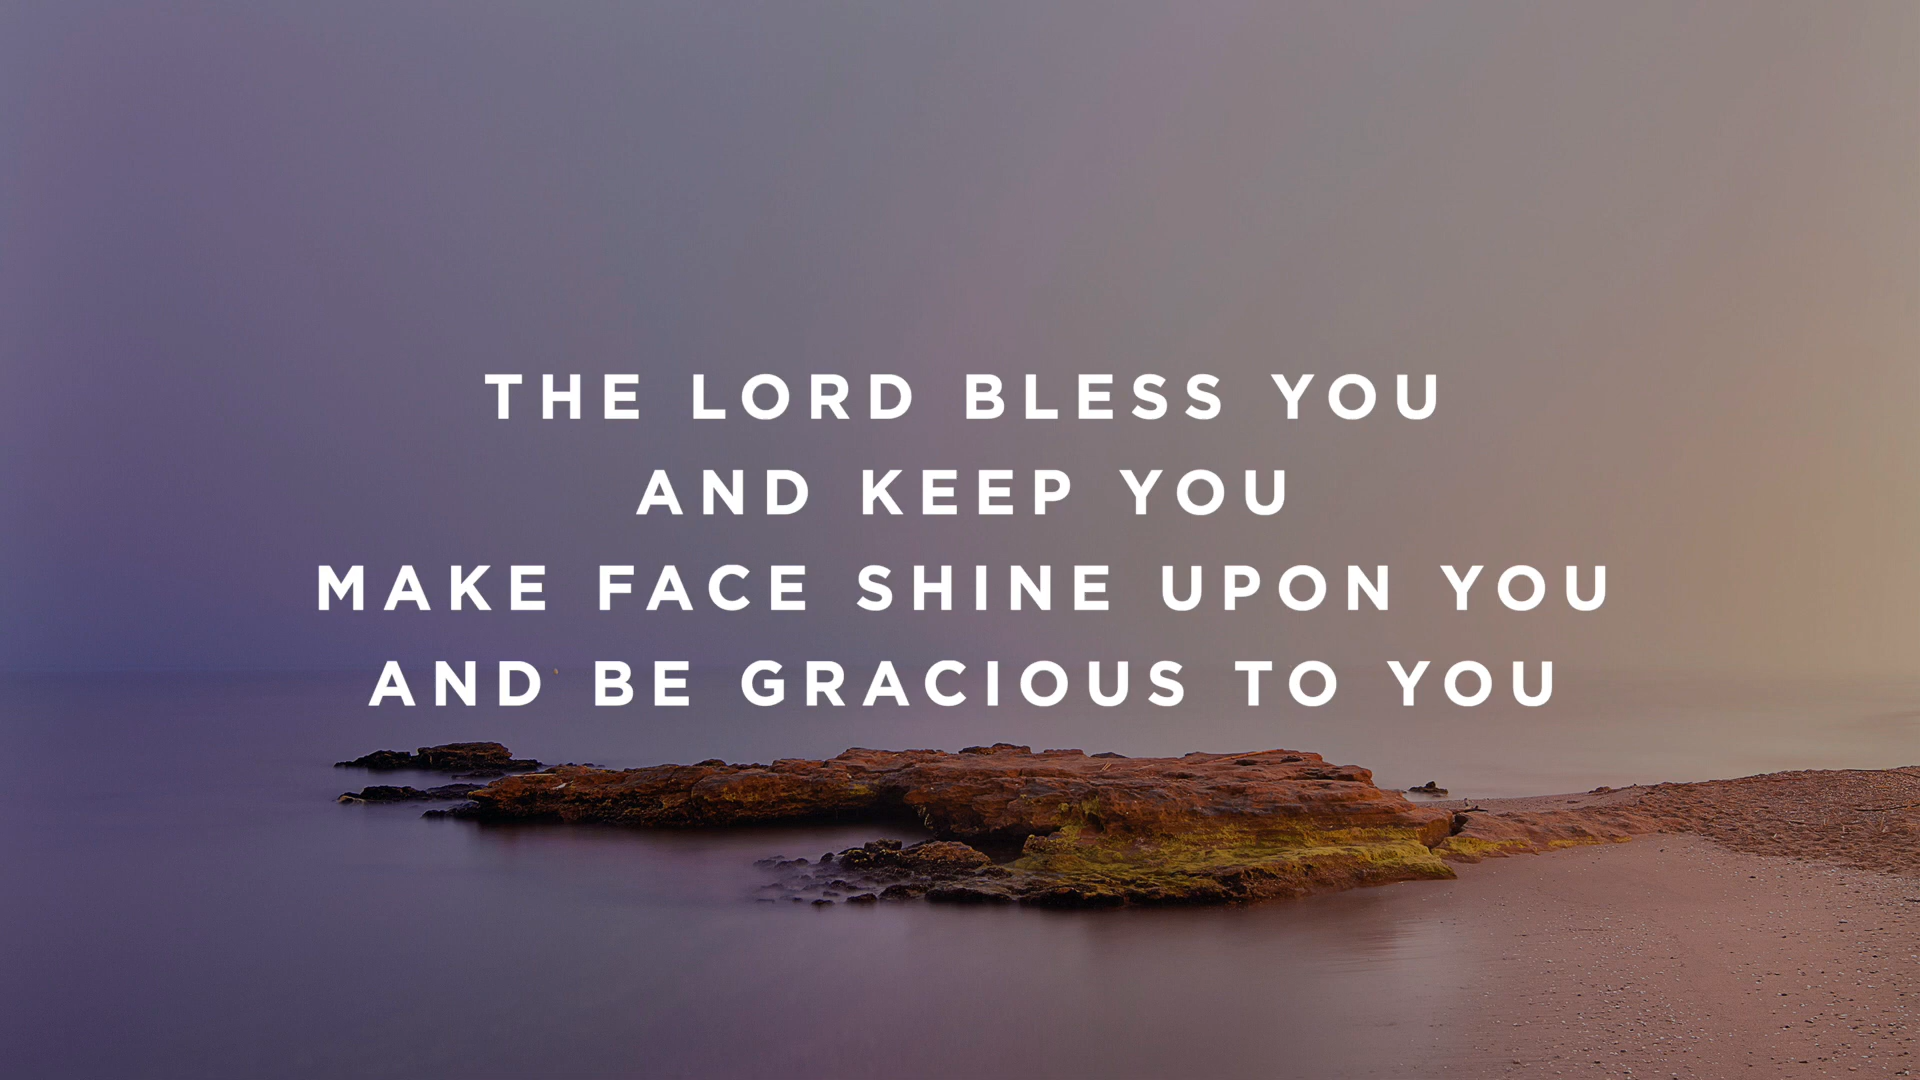 THE LORD BLESS YOU
AND KEEP YOU
MAKE FACE SHINE UPON YOU
AND BE GRACIOUS TO YOU